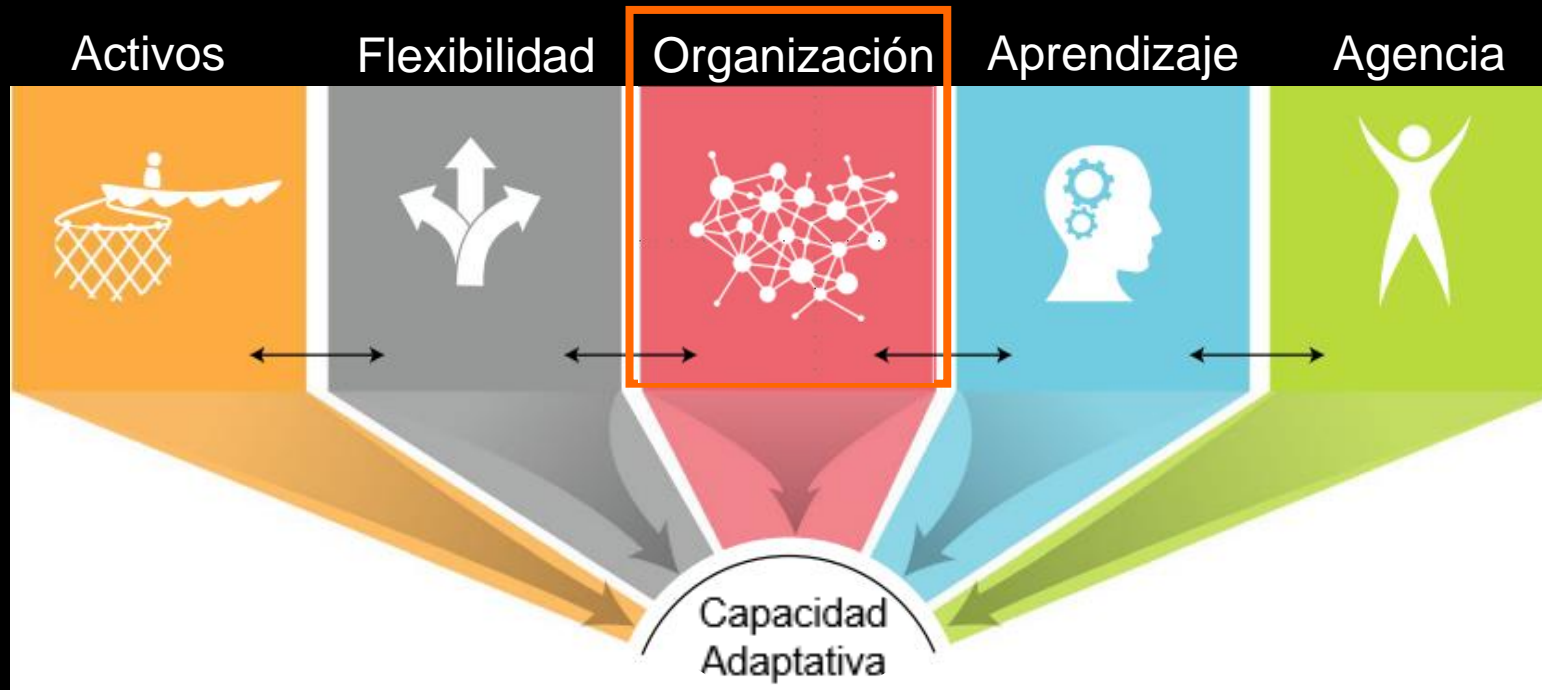 Activos
Flexibilidad
Organización
Aprendizaje
Agencia
Capacidad
Adaptativa